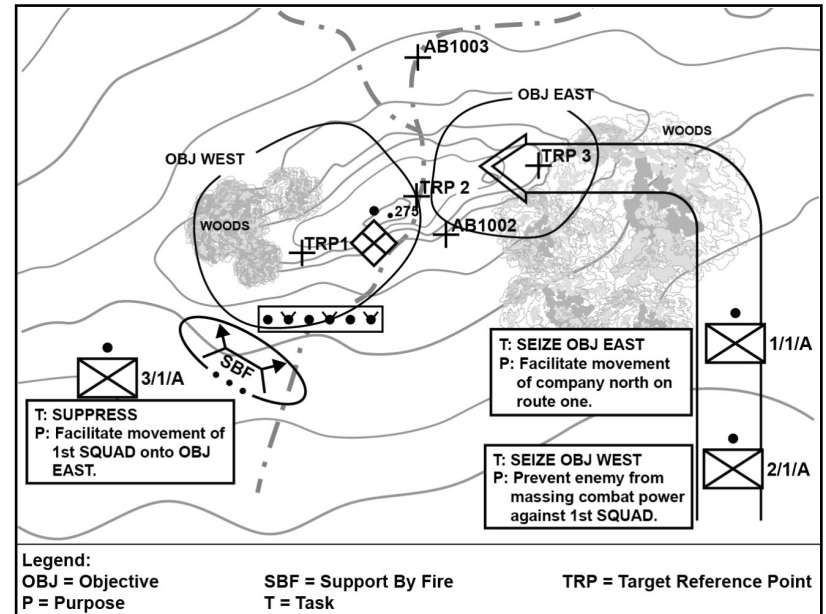 AB1003
OBJ EAST
WOODS
OBJ WEST
TRP 3
TRP 2
.275
WOODS
AB1002
TRP1
SBF
1/1/A
3/1/A
T: SEIZE OBJ EAST
P: Facilitate movement
of company north on
route one.
T: SUPPRESS
P: Facilitate movement of
1st SQUAD onto OBJ
EAST.
2/1/A
T: SEIZE OBJ WEST
P: Prevent enemy from
massing combat power
against 1st SQUAD.
Legend:
OBJ = Objective
SBF = Support By Fire
TRP = Target Reference Point
P = Purpose
T = Task